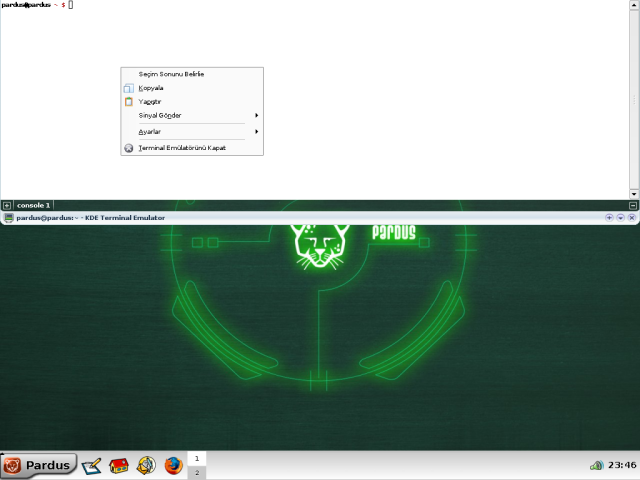 pardus@pardus ~ $
Seçim Sonunu Belirle
Kopyala
Yapıştır
Sinyal Gönder
Ayarlar
Terminal Emülatörünü Kapat
console 1
pardus@pardus:~ - KDE Terminal Emulator
PARDUS
Pardus
1
2
23:46